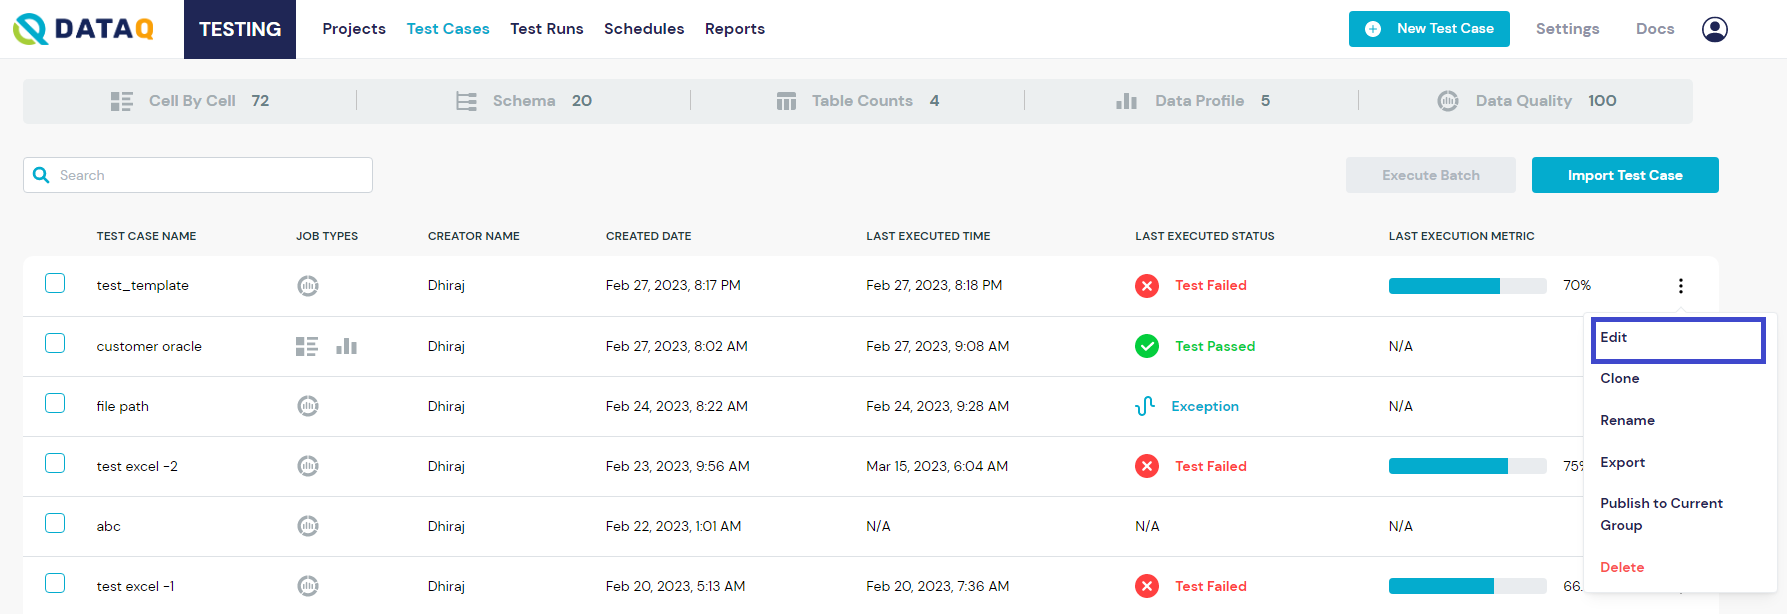 DATAQ TESTING Projects Test Cases Test Runs Schedules Reports New Test Case Settings Docs
Cell By Cell 72 Schema 20 Table Counts 4 Data Profile 5 Data Quality 100
Search Execute Batch Import Test Case
TEST CASE NAME JOB TYPES CREATOR NAME CREATED DATE LAST EXECUTED TIME LAST EXECUTED STATUS LAST EXECUTION METRIC
test_template Dhiraj Feb 27, 2023, 8:17 PM Feb 27, 2023, 8:18 PM Test Failed 70%
Edit
customer oracle Dhiraj Feb 27, 2023, 8:02 AM Feb 27, 2023, 9:08 AM Test Passed N/A
Clone
file path Dhiraj Feb 24, 2023, 8:22 AM Feb 24, 2023, 9:28 AM Exception N/A
Rename
test excel -2 Dhiraj Feb 23, 2023, 9:56 AM Mar 15, 2023, 6:04 AM Test Failed 75%
Export
Publish to Current
Group
abc Dhiraj Feb 22, 2023, 1:01 AM N/A N/A N/A
Delete
test excel -1 Dhiraj Feb 20, 2023, 5:13 AM Feb 20, 2023, 7:36 AM Test Failed 66.